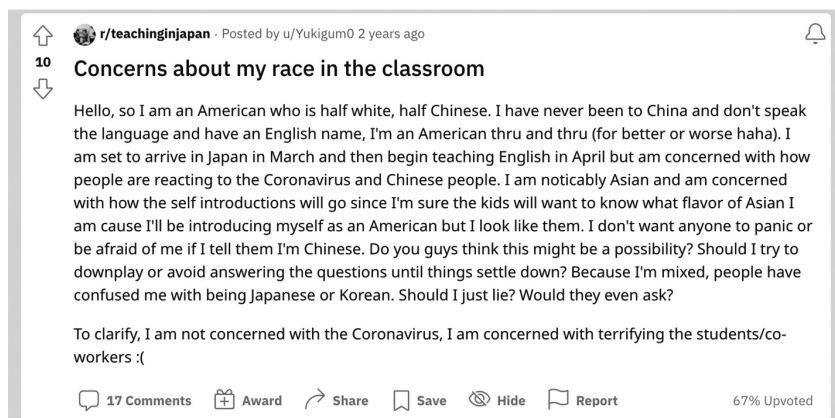 r/teachinginjapan · Posted by u/Yukigum0 2 years ago
10
Concerns about my race in the classroom
Hello, so I am an American who is half white, half Chinese. I have never been to China and don't speak
the language and have an English name, I'm an American thru and thru (for better or worse haha). I
am set to arrive in Japan in March and then begin teaching English in April but am concerned with how
people are reacting to the Coronavirus and Chinese people. I am noticably Asian and am concerned
with how the self introductions will go since I'm sure the kids will want to know what flavor of Asian I
am cause I'll be introducing myself as an American but I look like them. I don't want anyone to panic or
be afraid of me if I tell them I'm Chinese. Do you guys think this might be a possibility? Should I try to
downplay or avoid answering the questions until things settle down? Because I'm mixed, people have
confused me with being Japanese or Korean. Should I just lie? Would they even ask?
To clarify, I am not concerned with the Coronavirus, I am concerned with terrifying the students/co-
workers :(
17 Comments Award Share Save Hide Report 67% Upvoted